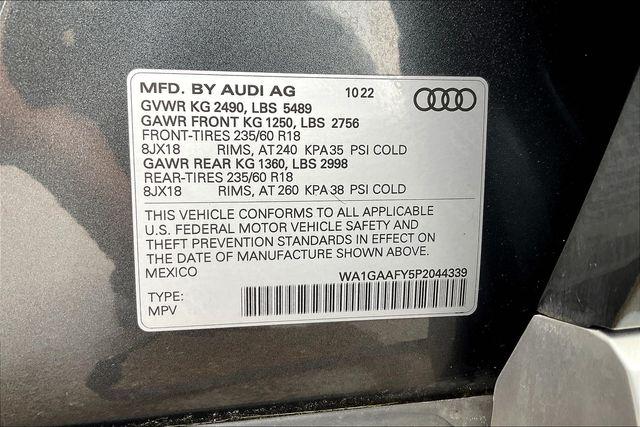 MFD. BY AUDI AG 10 22
GVWR KG 2490, LBS 5489
GAWR FRONT KG 1250, LBS 2756
FRONT-TIRES 235/60 R18
8JX18 RIMS, AT 240 KPA 35 PSI COLD
GAWR REAR KG 1360, LBS 2998
REAR-TIRES 235/60 R18
8JX18 RIMS, AT 260 KPA 38 PSI COLD
THIS VEHICLE CONFORMS TO ALL APPLICABLE
U.S. FEDERAL MOTOR VEHICLE SAFETY AND
THEFT PREVENTION STANDARDS IN EFFECT ON
THE DATE OF MANUFACTURE SHOWN ABOVE.
MEXICO WA1GAAFY5P2044339
TYPE:
MPV